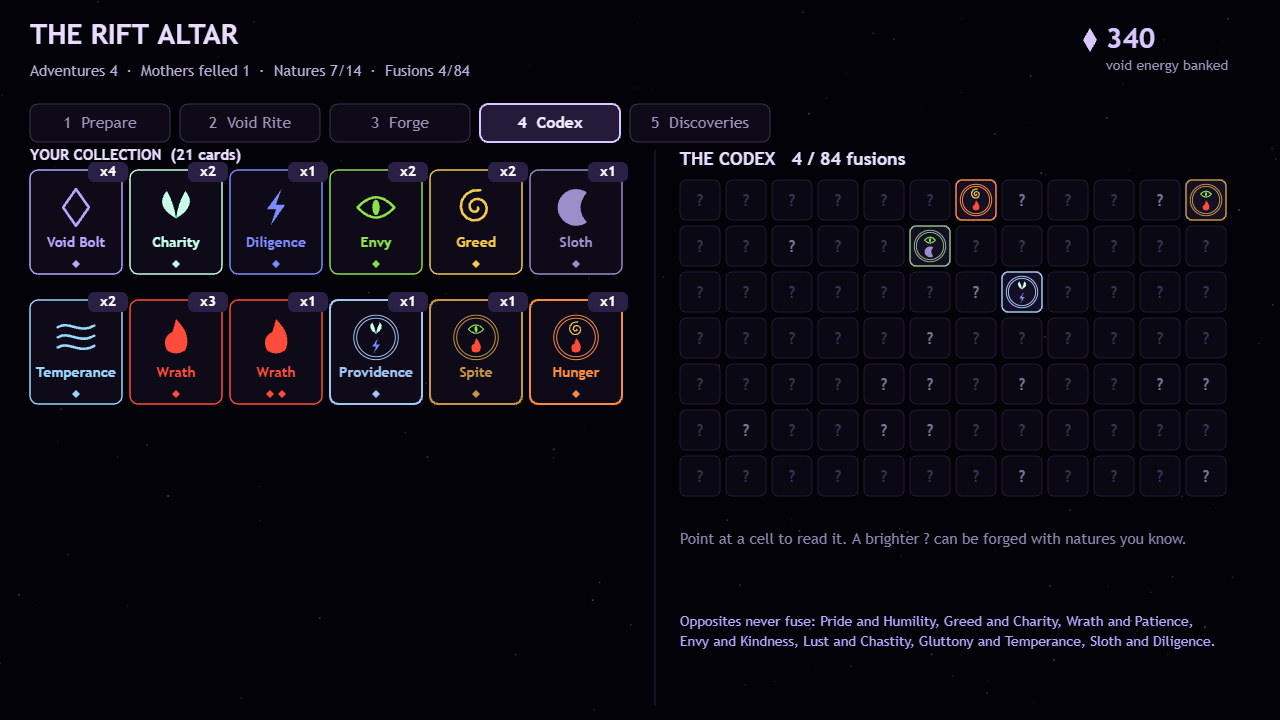 THE RIFT ALTAR
340
Adventures 4 · Mothers felled 1 · Natures 7/14 · Fusions 4/84
void energy banked
1 Prepare
2 Void Rite
3 Forge
4 Codex
5 Discoveries
YOUR COLLECTION (21 cards)
x4 x2 x1 x2 x2 x1
Void Bolt Charity Diligence Envy Greed Sloth
x2 x3 x1 x1 x1 x1
Temperance Wrath Wrath Providence Spite Hunger
THE CODEX 4 / 84 fusions
? ? ? ? ? ? ? ? ? ?
? ? ? ? ? ? ? ? ? ? ?
? ? ? ? ? ? ? ? ? ? ?
? ? ? ? ? ? ? ? ? ? ? ?
? ? ? ? ? ? ? ? ? ? ? ?
? ? ? ? ? ? ? ? ? ? ? ?
? ? ? ? ? ? ? ? ? ? ? ?
Point at a cell to read it. A brighter ? can be forged with natures you know.
Opposites never fuse: Pride and Humility, Greed and Charity, Wrath and Patience,
Envy and Kindness, Lust and Chastity, Gluttony and Temperance, Sloth and Diligence.